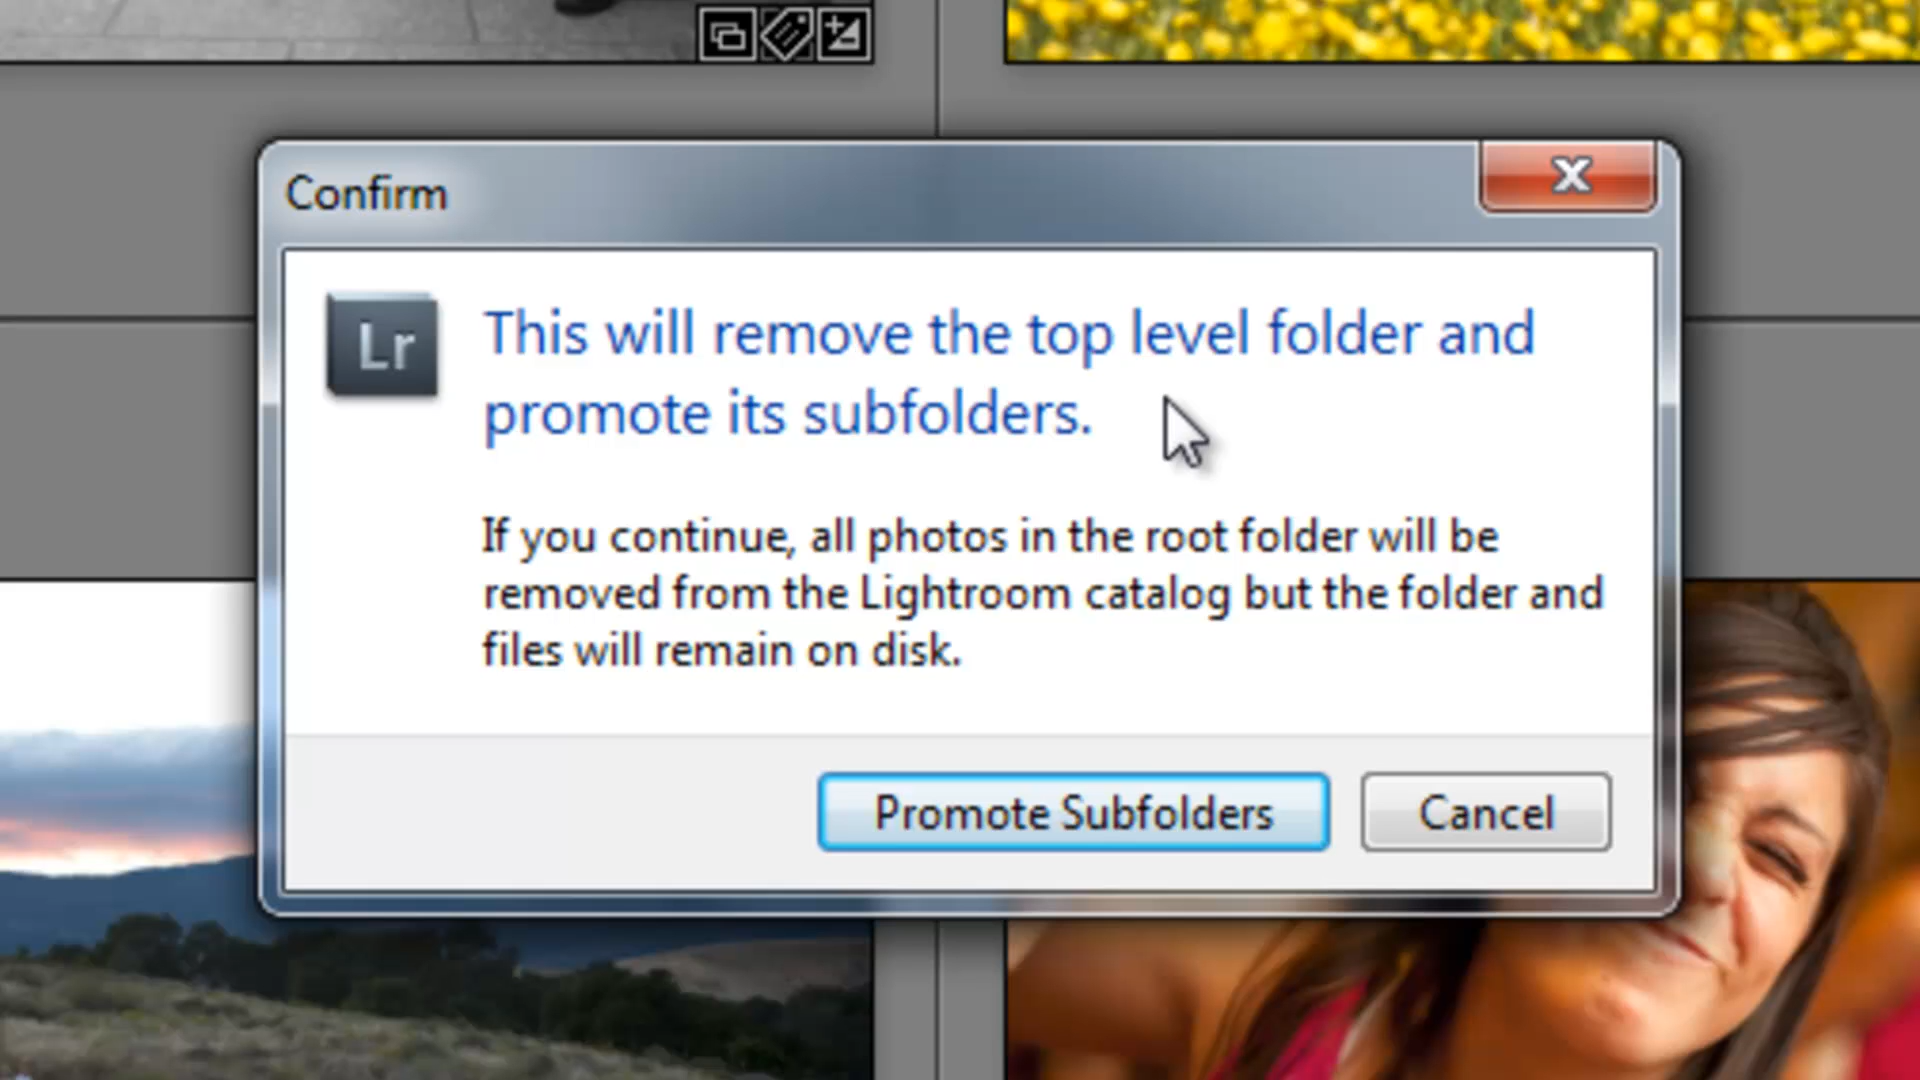 Confirm
Lr
This will remove the top level folder and
promote its subfolders.
If you continue, all photos in the root folder will be
removed from the Lightroom catalog but the folder and
files will remain on disk.
Promote Subfolders
Cancel